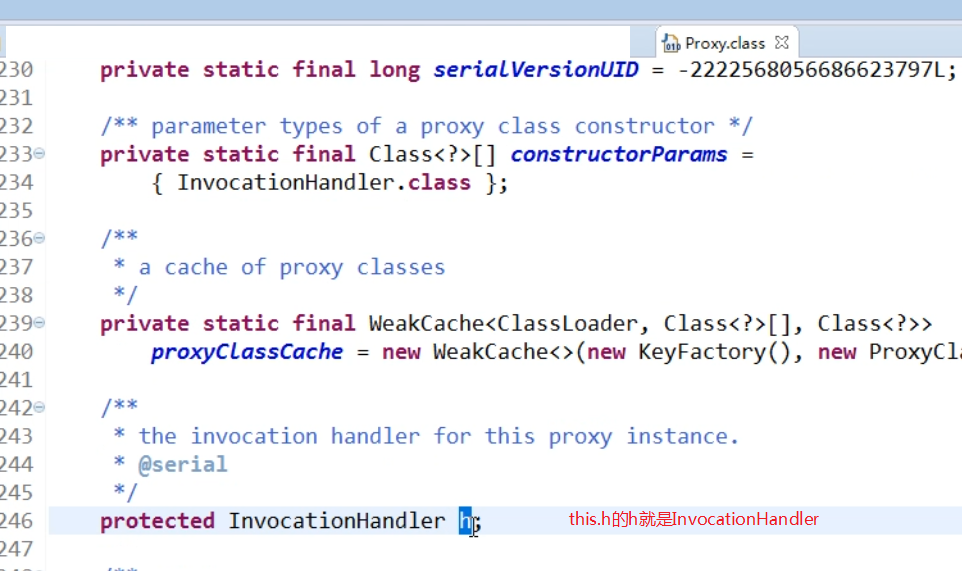 Proxy.class
230 private static final long serialVersionUID = -2222568056686623797L;
231
232 /** parameter types of a proxy class constructor */
233 private static final Class<?>[] constructorParams =
234 { InvocationHandler.class };
235
236 /**
237 * a cache of proxy classes
238 */
239 private static final WeakCache<ClassLoader, Class<?>[], Class<?>>
240 proxyClassCache = new WeakCache<>(new KeyFactory(), new ProxyCla
241
242 /**
243 * the invocation handler for this proxy instance.
244 * @serial
245 */
246 protected InvocationHandler h; this.h的h就是InvocationHandler
247